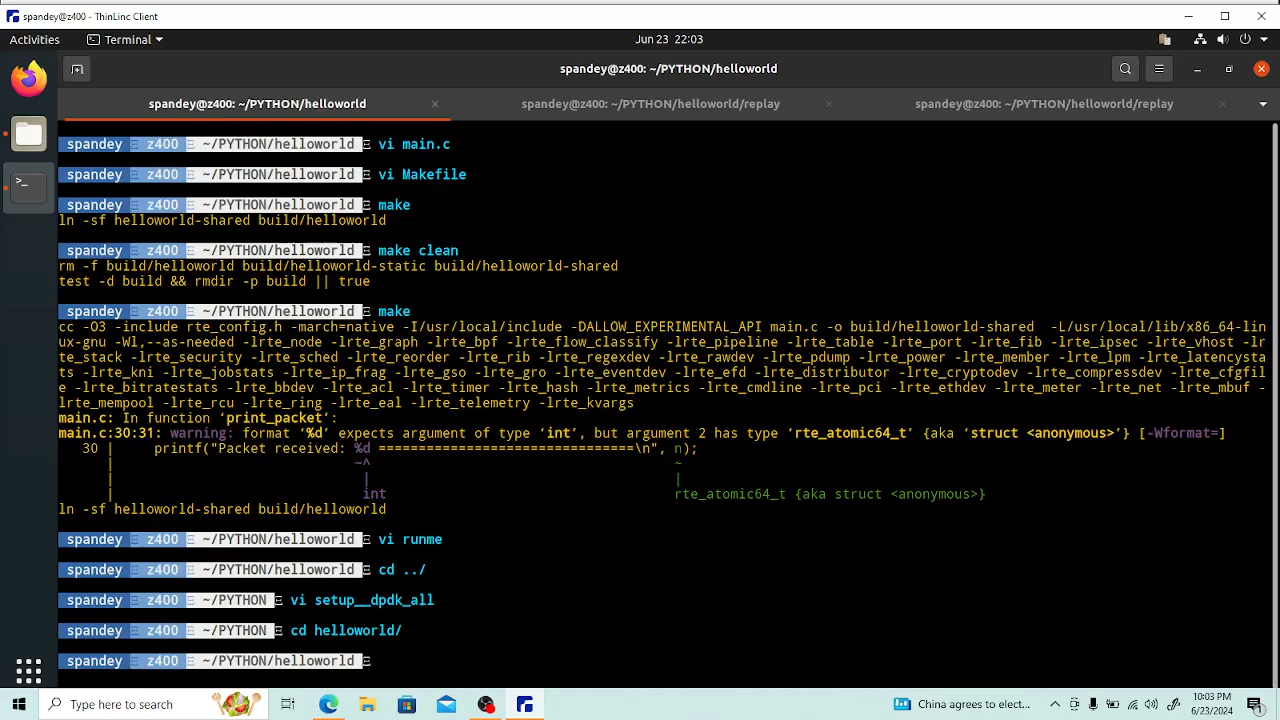 spandey@z400 - ThinLinc Client
Activities Terminal Jun 23 22:03
spandey@z400: ~/PYTHON/helloworld
spandey@z400: ~/PYTHON/helloworld spandey@z400: ~/PYTHON/helloworld/replay spandey@z400: ~/PYTHON/helloworld/replay
spandey z400 ~/PYTHON/helloworld vi main.c
spandey z400 ~/PYTHON/helloworld vi Makefile
spandey z400 ~/PYTHON/helloworld make
ln -sf helloworld-shared build/helloworld
spandey z400 ~/PYTHON/helloworld make clean
rm -f build/helloworld build/helloworld-static build/helloworld-shared
test -d build && rmdir -p build || true
spandey z400 ~/PYTHON/helloworld make
cc -O3 -include rte_config.h -march=native -I/usr/local/include -DALLOW_EXPERIMENTAL_API main.c -o build/helloworld-shared -L/usr/local/lib/x86_64-lin
ux-gnu -Wl,--as-needed -lrte_node -lrte_graph -lrte_bpf -lrte_flow_classify -lrte_pipeline -lrte_table -lrte_port -lrte_fib -lrte_ipsec -lrte_vhost -lr
te_stack -lrte_security -lrte_sched -lrte_reorder -lrte_rib -lrte_regexdev -lrte_rawdev -lrte_pdump -lrte_power -lrte_member -lrte_lpm -lrte_latencysta
ts -lrte_kni -lrte_jobstats -lrte_ip_frag -lrte_gso -lrte_gro -lrte_eventdev -lrte_efd -lrte_distributor -lrte_cryptodev -lrte_compressdev -lrte_cfgfil
e -lrte_bitratestats -lrte_bbdev -lrte_acl -lrte_timer -lrte_hash -lrte_metrics -lrte_cmdline -lrte_pci -lrte_ethdev -lrte_meter -lrte_net -lrte_mbuf -
lrte_mempool -lrte_rcu -lrte_ring -lrte_eal -lrte_telemetry -lrte_kvargs
main.c: In function ‘print_packet’:
main.c:30:31: warning: format ‘%d’ expects argument of type ‘int’, but argument 2 has type ‘rte_atomic64_t’ {aka ‘struct <anonymous>’} [-Wformat=]
30 | printf("Packet received: %d ================================\n", n);
| ~^ ~
| | |
| int rte_atomic64_t {aka struct <anonymous>}
ln -sf helloworld-shared build/helloworld
spandey z400 ~/PYTHON/helloworld vi runme
spandey z400 ~/PYTHON/helloworld cd ../
spandey z400 ~/PYTHON vi setup__dpdk_all
spandey z400 ~/PYTHON cd helloworld/
spandey z400 ~/PYTHON/helloworld
Type here to search China agrees to elect... 10:03 PM
6/23/2024 1